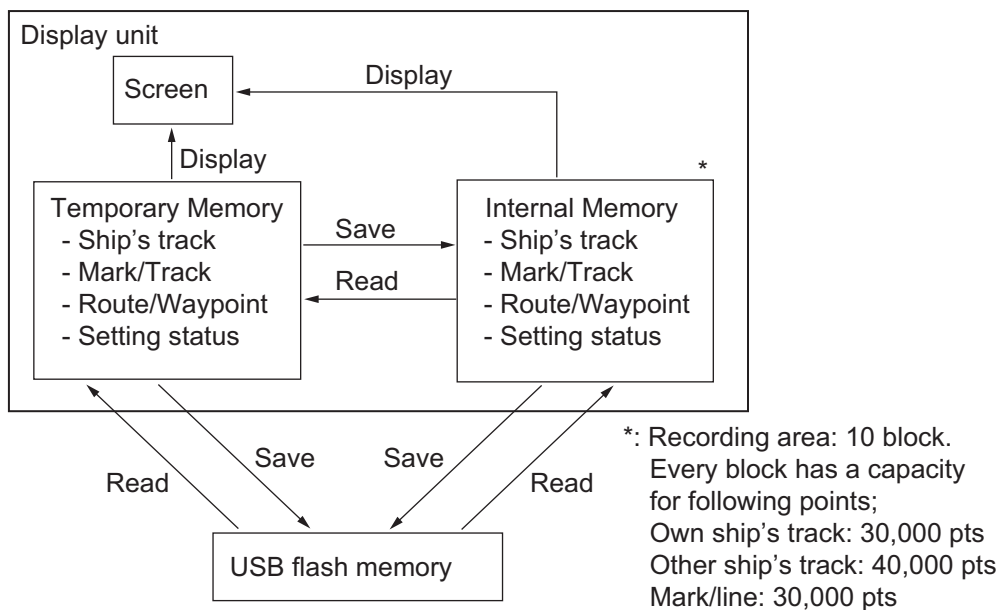 Display unit
Screen
Display
Display
*
Temporary Memory
- Ship's track
- Mark/Track
- Route/Waypoint
- Setting status
Save
Read
Internal Memory
- Ship's track
- Mark/Track
- Route/Waypoint
- Setting status
Read
Save
Save
Read
USB flash memory
*: Recording area: 10 block.
Every block has a capacity
for following points;
Own ship's track: 30,000 pts
Other ship's track: 40,000 pts
Mark/line: 30,000 pts